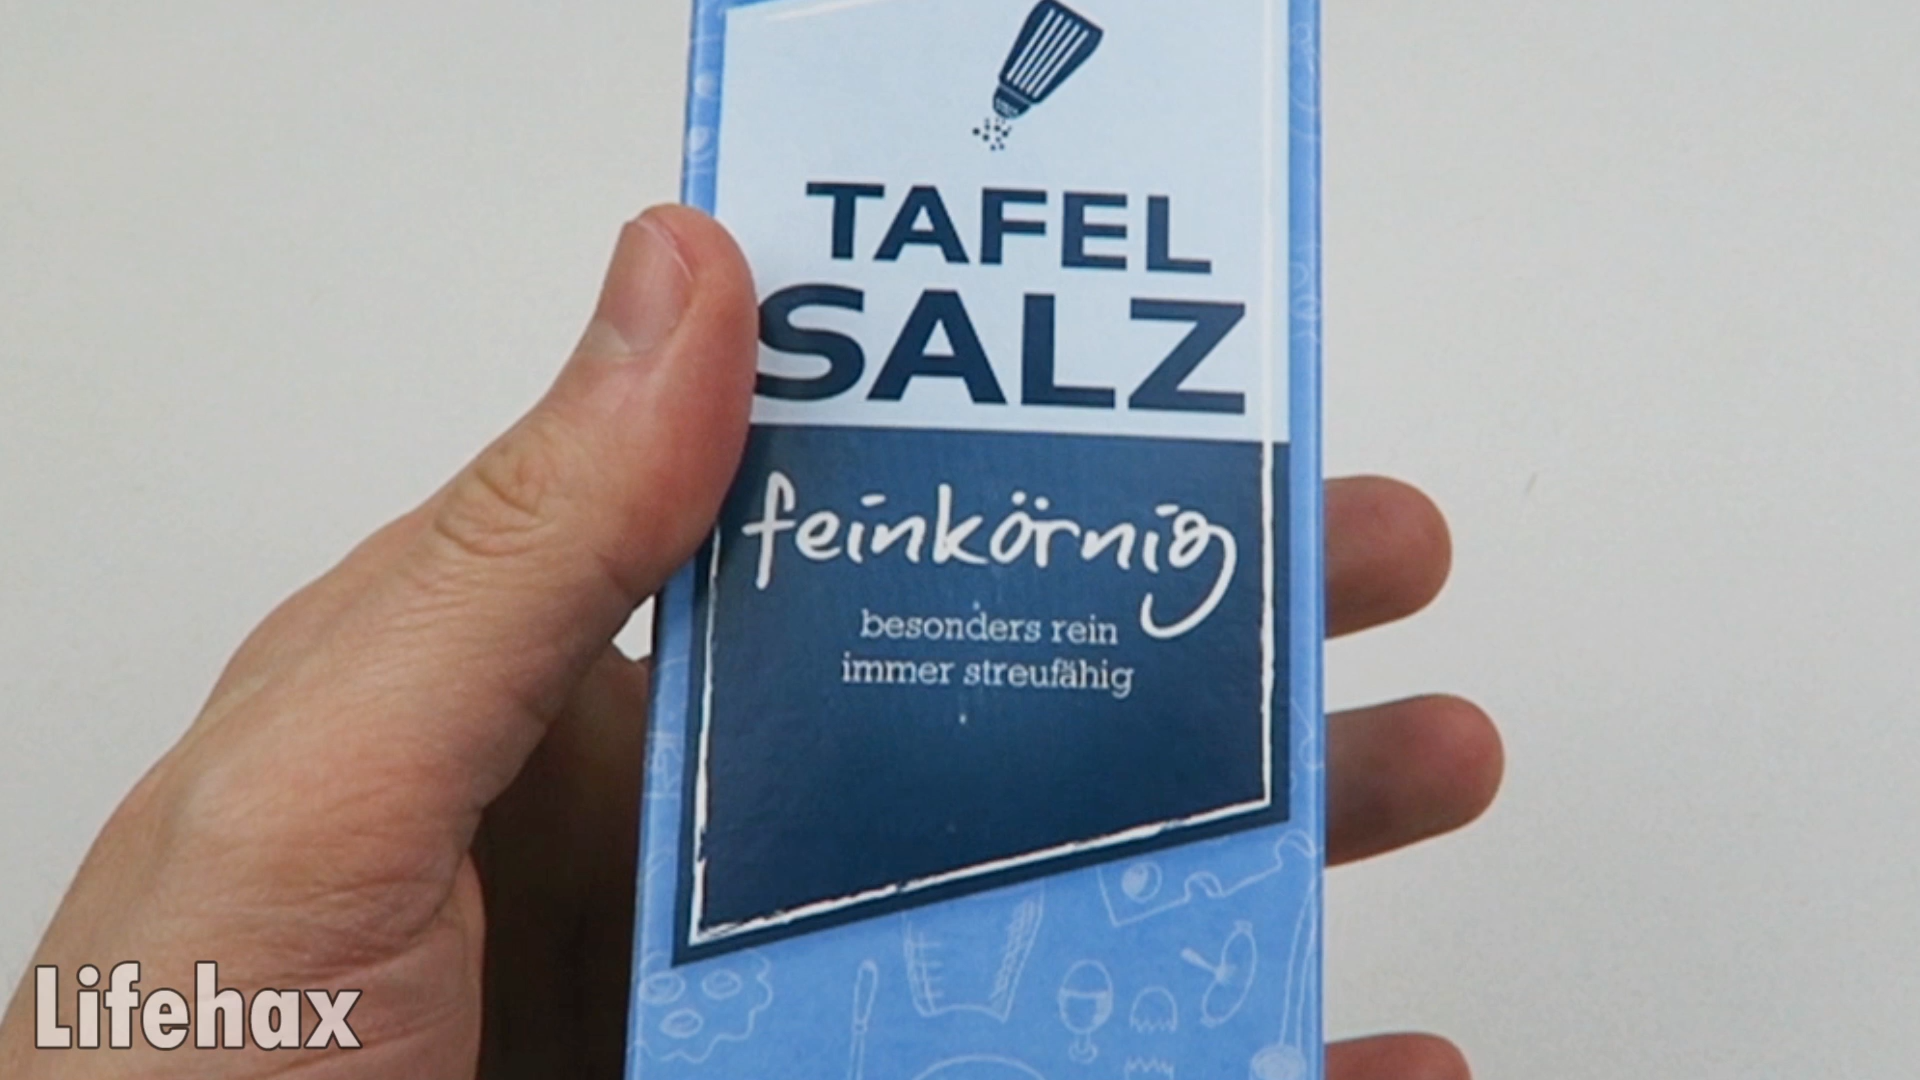 TAFEL
SALZ
feinkörnig
besonders rein
immer streufähig
Lifehax